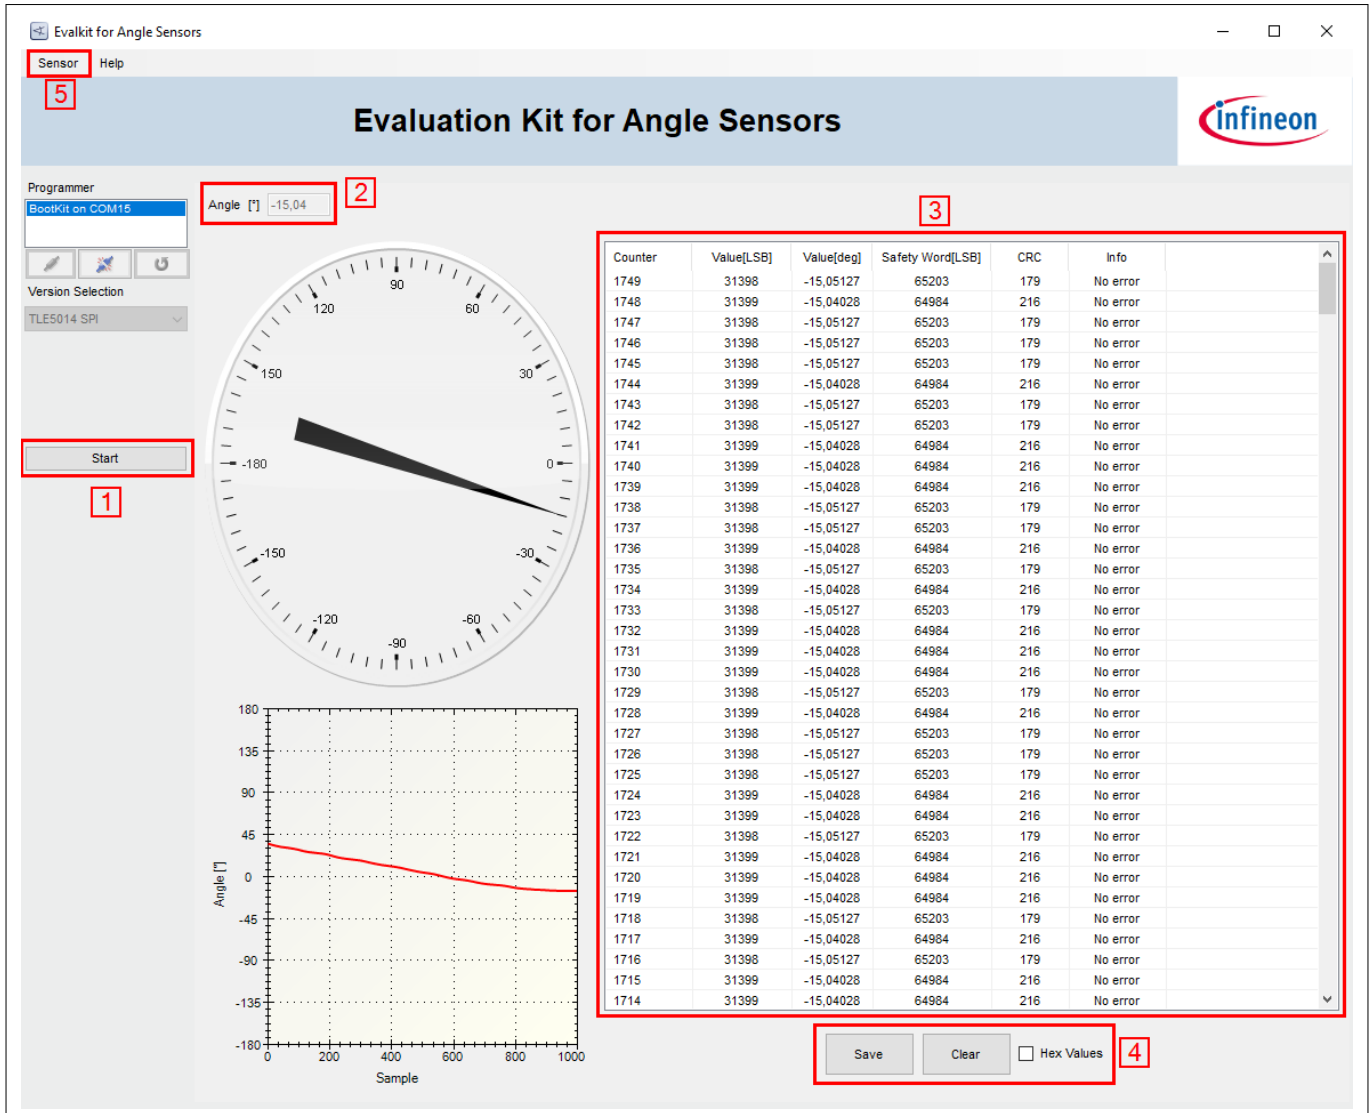 Evalkit for Angle Sensors
Sensor Help
5
Evaluation Kit for Angle Sensors
infineon
Programmer
BootKit on COM15
Version Selection
TLE5014 SPI
Start
1
Angle [°] -15,04
2
90
120 60
150 30
-180 0
-150 -30
-120 -60
-90
180
135
90
45
0
-45
-90
-135
-180
Angle [°]
0 200 400 600 800 1000
Sample
3
Counter Value[LSB] Value[deg] Safety Word[LSB] CRC Info
1749 31398 -15,05127 65203 179 No error
1748 31399 -15,04028 64984 216 No error
1747 31398 -15,05127 65203 179 No error
1746 31398 -15,05127 65203 179 No error
1745 31398 -15,05127 65203 179 No error
1744 31399 -15,04028 64984 216 No error
1743 31398 -15,05127 65203 179 No error
1742 31398 -15,05127 65203 179 No error
1741 31399 -15,04028 64984 216 No error
1740 31399 -15,04028 64984 216 No error
1739 31399 -15,04028 64984 216 No error
1738 31398 -15,05127 65203 179 No error
1737 31398 -15,05127 65203 179 No error
1736 31399 -15,04028 64984 216 No error
1735 31398 -15,05127 65203 179 No error
1734 31399 -15,04028 64984 216 No error
1733 31398 -15,05127 65203 179 No error
1732 31399 -15,04028 64984 216 No error
1731 31399 -15,04028 64984 216 No error
1730 31399 -15,04028 64984 216 No error
1729 31398 -15,05127 65203 179 No error
1728 31399 -15,04028 64984 216 No error
1727 31398 -15,05127 65203 179 No error
1726 31398 -15,05127 65203 179 No error
1725 31398 -15,05127 65203 179 No error
1724 31399 -15,04028 64984 216 No error
1723 31399 -15,04028 64984 216 No error
1722 31398 -15,05127 65203 179 No error
1721 31399 -15,04028 64984 216 No error
1720 31399 -15,04028 64984 216 No error
1719 31399 -15,04028 64984 216 No error
1718 31398 -15,05127 65203 179 No error
1717 31399 -15,04028 64984 216 No error
1716 31398 -15,05127 65203 179 No error
1715 31399 -15,04028 64984 216 No error
1714 31399 -15,04028 64984 216 No error
Save Clear Hex Values
4